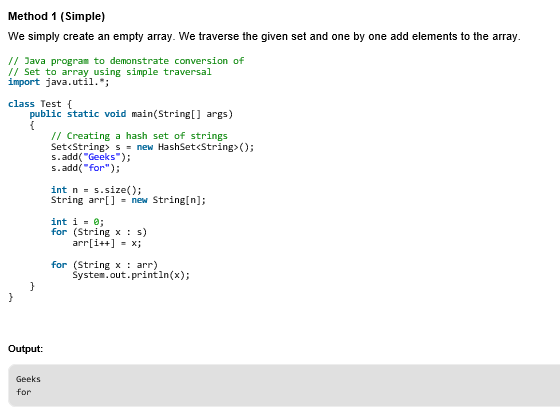 Method 1 (Simple)
We simply create an empty array. We traverse the given set and one by one add elements to the array.
// Java program to demonstrate conversion of
// Set to array using simple traversal
import java.util.*;
class Test {
    public static void main(String[] args)
    {
        // Creating a hash set of strings
        Set<String> s = new HashSet<String>();
        s.add("Geeks");
        s.add("for");
        int n = s.size();
        String arr[] = new String[n];
        int i = 0;
        for (String x : s)
            arr[i++] = x;
        for (String x : arr)
            System.out.println(x);
    }
}
Output:
Geeks
for